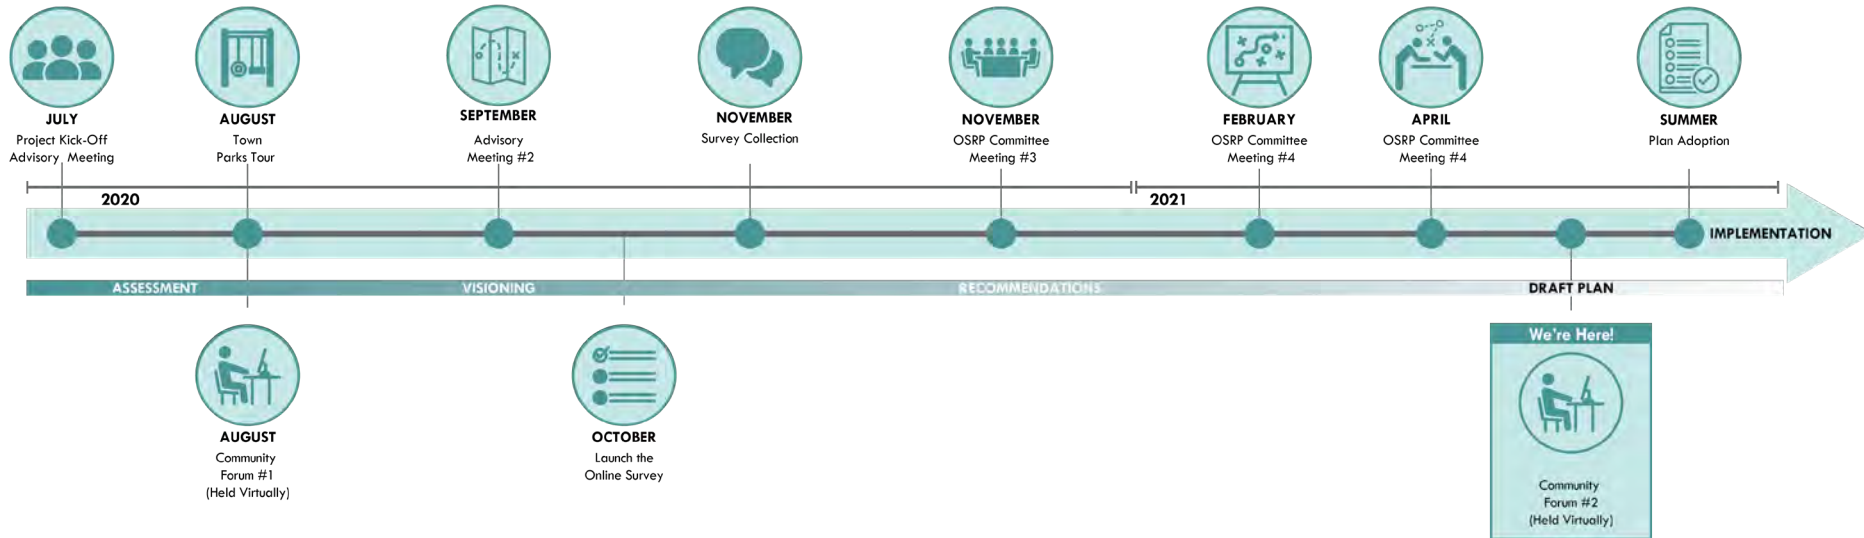 JULY
Project Kick-Off
Advisory Meeting
AUGUST
Town
Parks Tour
SEPTEMBER
Advisory
Meeting #2
NOVEMBER
Survey Collection
NOVEMBER
OSRP Committee
Meeting #3
FEBRUARY
OSRP Committee
Meeting #4
APRIL
OSRP Committee
Meeting #4
SUMMER
Plan Adoption
2020
2021
IMPLEMENTATION
ASSESSMENT
VISIONING
RECOMMENDATIONS
DRAFT PLAN
AUGUST
Community
Forum #1
(Held Virtually)
OCTOBER
Launch the
Online Survey
We're Here!
Community
Forum #2
(Held Virtually)